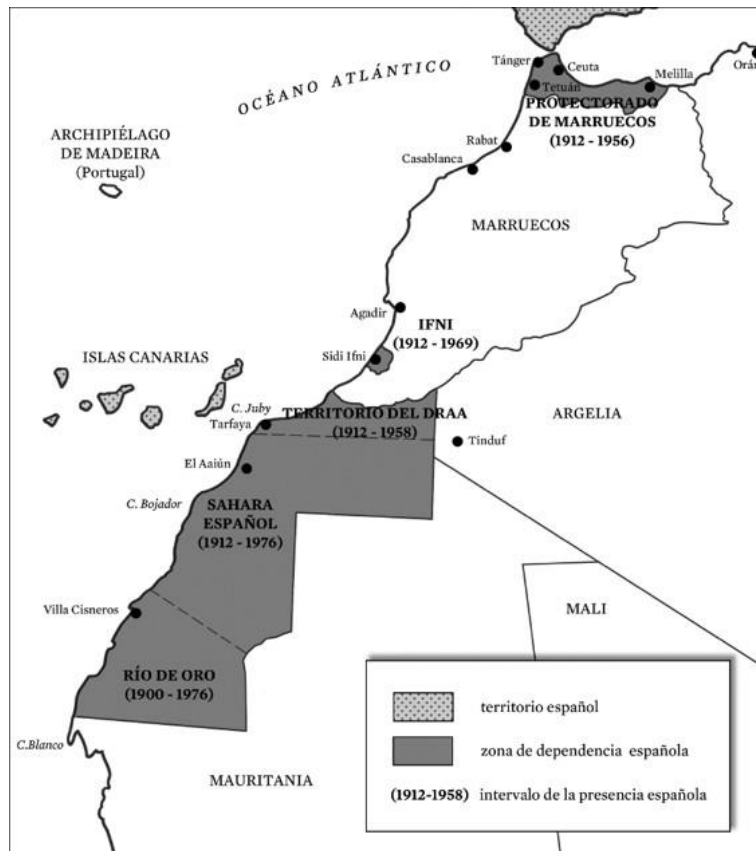 OCÉANO ATLÁNTICO
Tánger
Ceuta
Melilla
Orán
Tetuán
PROTECTORADO
DE MARRUECOS
(1912 - 1956)
ARCHIPIÉLAGO
DE MADEIRA
(Portugal)
Rabat
Casablanca
MARRUECOS
Agadir
IFNI
(1912 - 1969)
Sidi Ifni
ISLAS CANARIAS
C. Juby
Tarfaya
TERRITORIO DEL DRAA
(1912 - 1958)
ARGELIA
Tinduf
El Aaiún
C. Bojador
SAHARA
ESPAÑOL
(1912 - 1976)
Villa Cisneros
MALI
RÍO DE ORO
(1900 - 1976)
C.Blanco
MAURITANIA
territorio español
zona de dependencia española
(1912-1958) intervalo de la presencia española